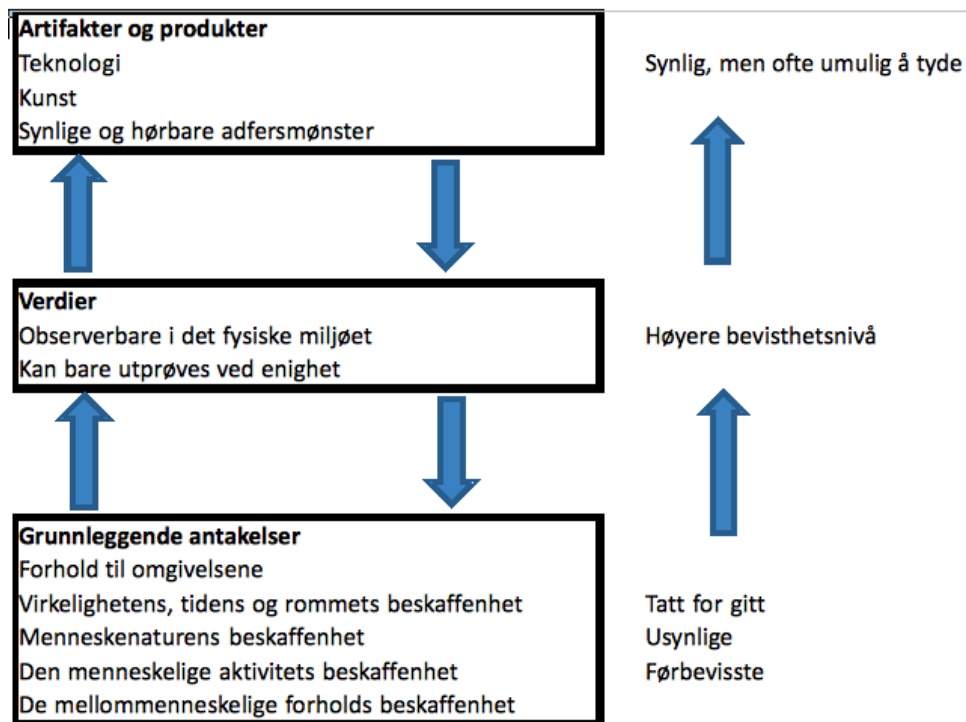 Artifakter og produkter
Teknologi
Kunst
Synlige og hørbare adfersmønster
Synlig, men ofte umulig å tyde
Verdier
Observerbare i det fysiske miljøet
Kan bare utprøves ved enighet
Høyere bevisthetsnivå
Grunnleggende antakelser
Forhold til omgivelsene
Virkelighetens, tidens og rommets beskaffenhet
Menneskenaturens beskaffenhet
Den menneskelige aktivitets beskaffenhet
De mellommenneskelige forholds beskaffenhet
Tatt for gitt
Usynlige
Førbevisste